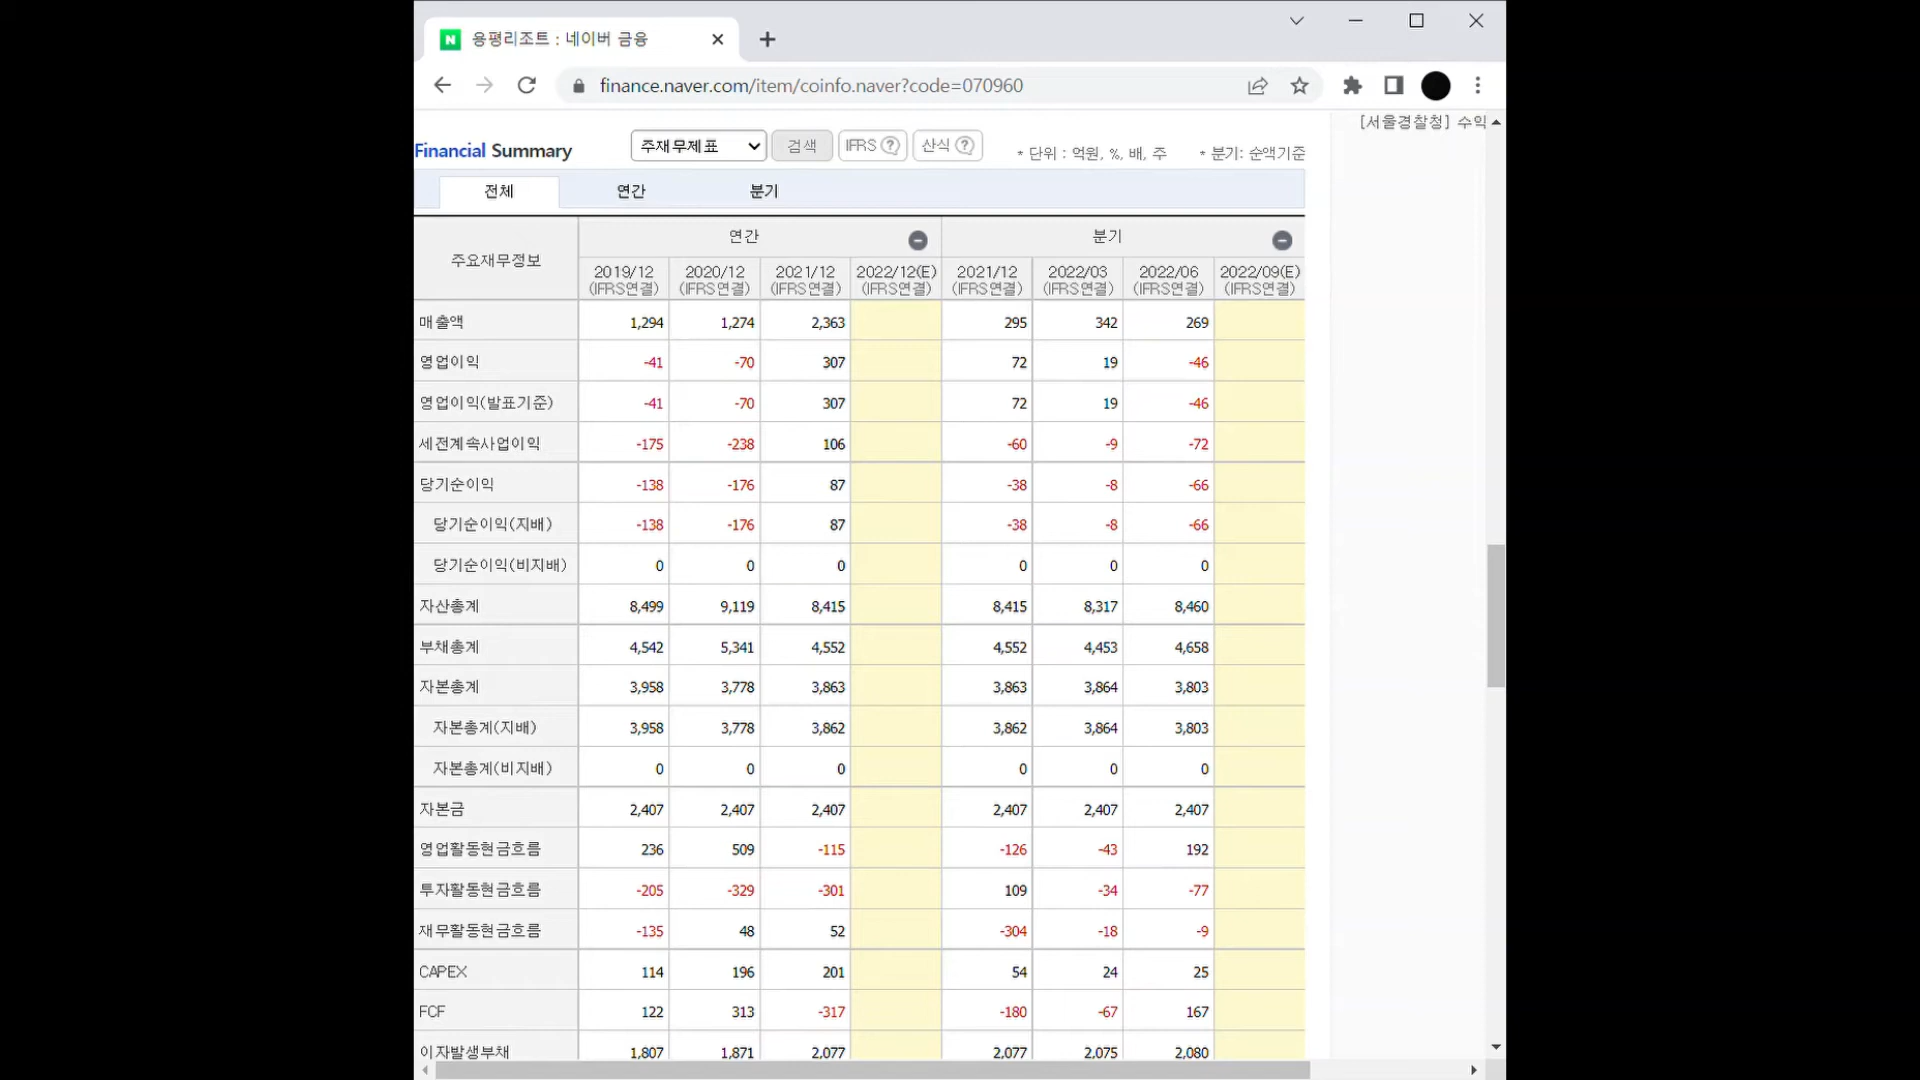 용평리조트 : 네이버 금융
finance.naver.com/item/coinfo.naver?code=070960
[서울경찰청] 수익
Financial Summary 주재무제표 검색 IFRS ? 산식 ? * 단위 : 억원, %, 배, 주 * 분기: 순액기준
전체 연간 분기
주요재무정보 연간 분기
2019/12 2020/12 2021/12 2022/12(E) 2021/12 2022/03 2022/06 2022/09(E)
(IFRS연결) (IFRS연결) (IFRS연결) (IFRS연결) (IFRS연결) (IFRS연결) (IFRS연결) (IFRS연결)
매출액 1,294 1,274 2,363 295 342 269
영업이익 -41 -70 307 72 19 -46
영업이익(발표기준) -41 -70 307 72 19 -46
세전계속사업이익 -175 -238 106 -60 -9 -72
당기순이익 -138 -176 87 -38 -8 -66
당기순이익(지배) -138 -176 87 -38 -8 -66
당기순이익(비지배) 0 0 0 0 0 0
자산총계 8,499 9,119 8,415 8,415 8,317 8,460
부채총계 4,542 5,341 4,552 4,552 4,453 4,658
자본총계 3,958 3,778 3,863 3,863 3,864 3,803
자본총계(지배) 3,958 3,778 3,862 3,862 3,864 3,803
자본총계(비지배) 0 0 0 0 0 0
자본금 2,407 2,407 2,407 2,407 2,407 2,407
영업활동현금흐름 236 509 -115 -126 -43 192
투자활동현금흐름 -205 -329 -301 109 -34 -77
재무활동현금흐름 -135 48 52 -304 -18 -9
CAPEX 114 196 201 54 24 25
FCF 122 313 -317 -180 -67 167
이자발생부채 1,807 1,871 2,077 2,077 2,075 2,080